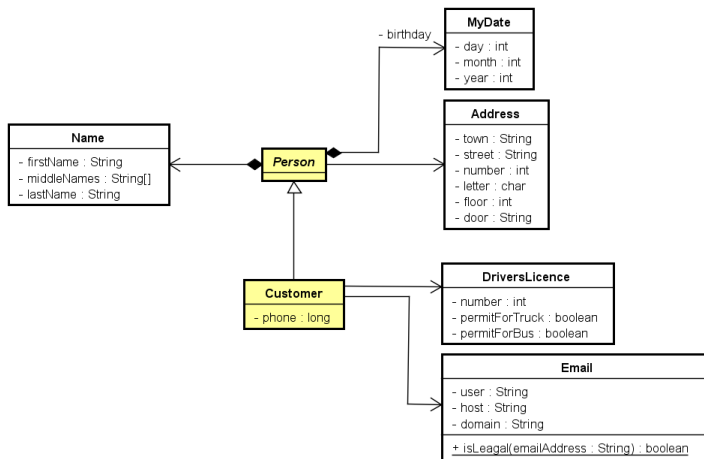 - birthday
MyDate
- day : int
- month : int
- year : int
Name
- firstName : String
- middleNames : String[]
- lastName : String
Person
Address
- town : String
- street : String
- number : int
- letter : char
- floor : int
- door : String
Customer
- phone : long
DriversLicence
- number : int
- permitForTruck : boolean
- permitForBus : boolean
Email
- user : String
- host : String
- domain : String
+ isLeagal(emailAddress : String) : boolean